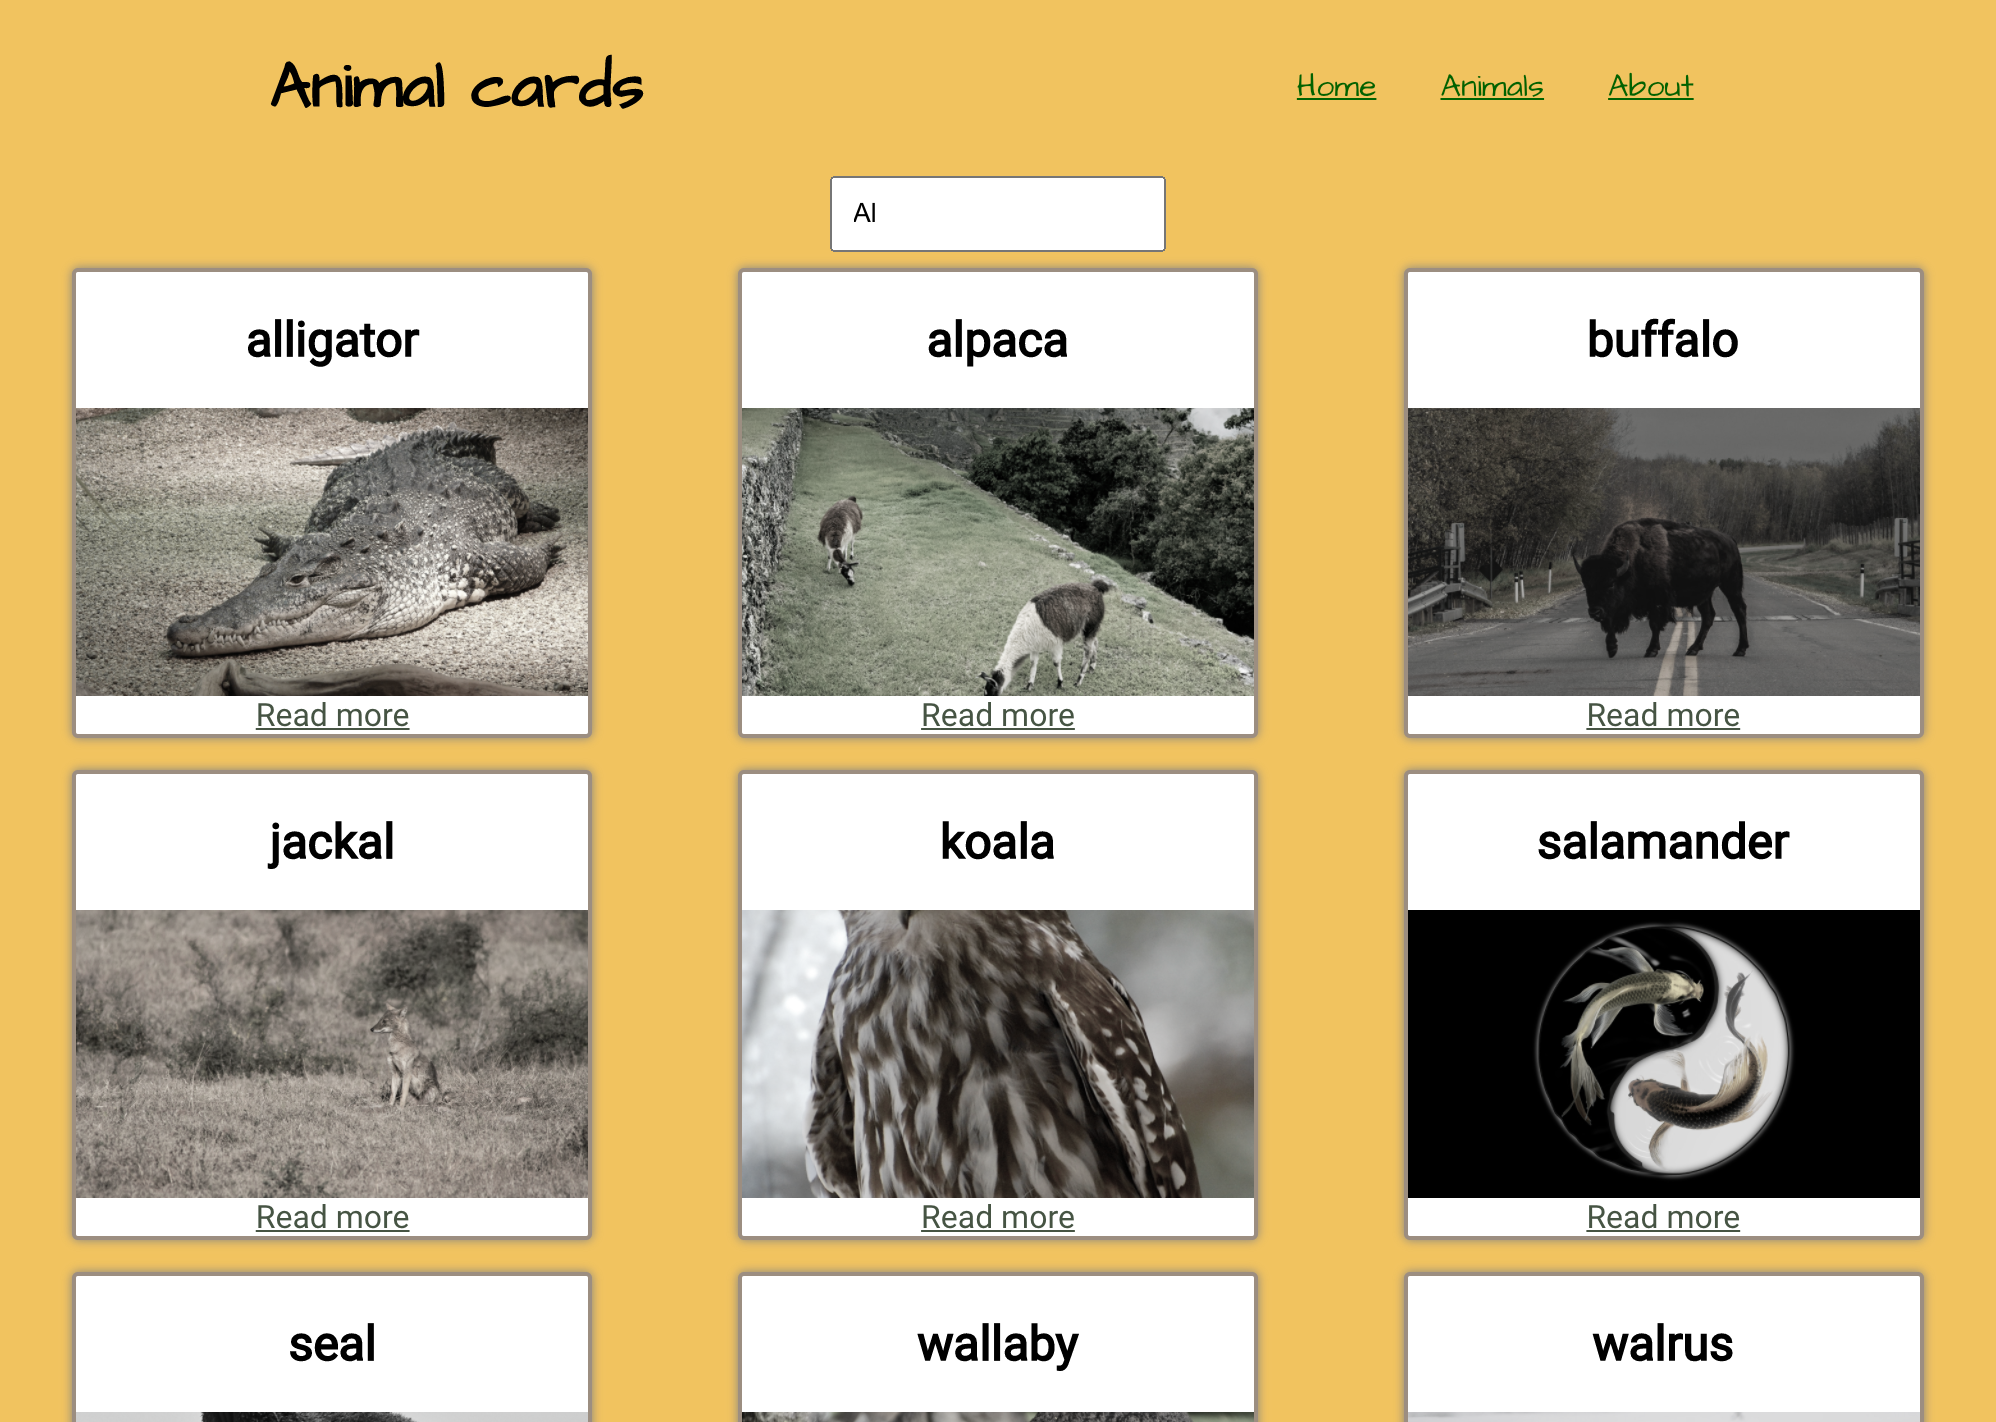 Animal cards
Home Animals About
Al
alligator
alpaca
buffalo
Read more
Read more
Read more
jackal
koala
salamander
Read more
Read more
Read more
seal
wallaby
walrus